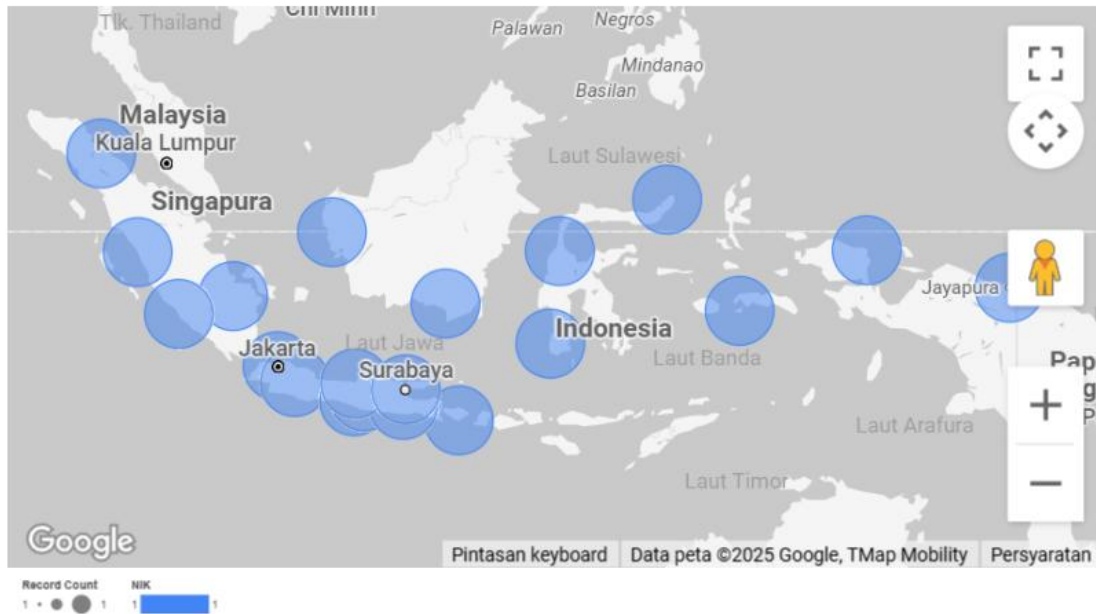 Tlk. Thailand
Chi Minh
Palawan
Negros
Mindanao
Basilan
Malaysia
Kuala Lumpur
Laut Sulawesi
Singapura
Jayapura
Indonesia
Jakarta
Laut Jawa
Laut Banda
Surabaya
Pap
g
P
Laut Arafura
Laut Timor
Google
Pintasan keyboard
Data peta ©2025 Google, TMap Mobility
Persyaratan
Record Count
NIK
1 1
1 1